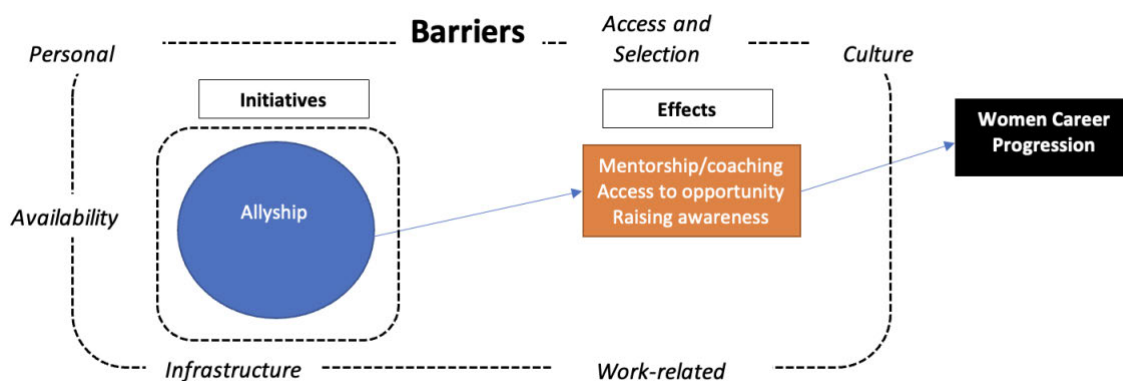 Barriers
Access and
Selection
Personal
Culture
Initiatives
Effects
Women Career
Progression
Mentorship/coaching
Access to opportunity
Raising awareness
Allyship
Availability
Infrastructure
Work-related